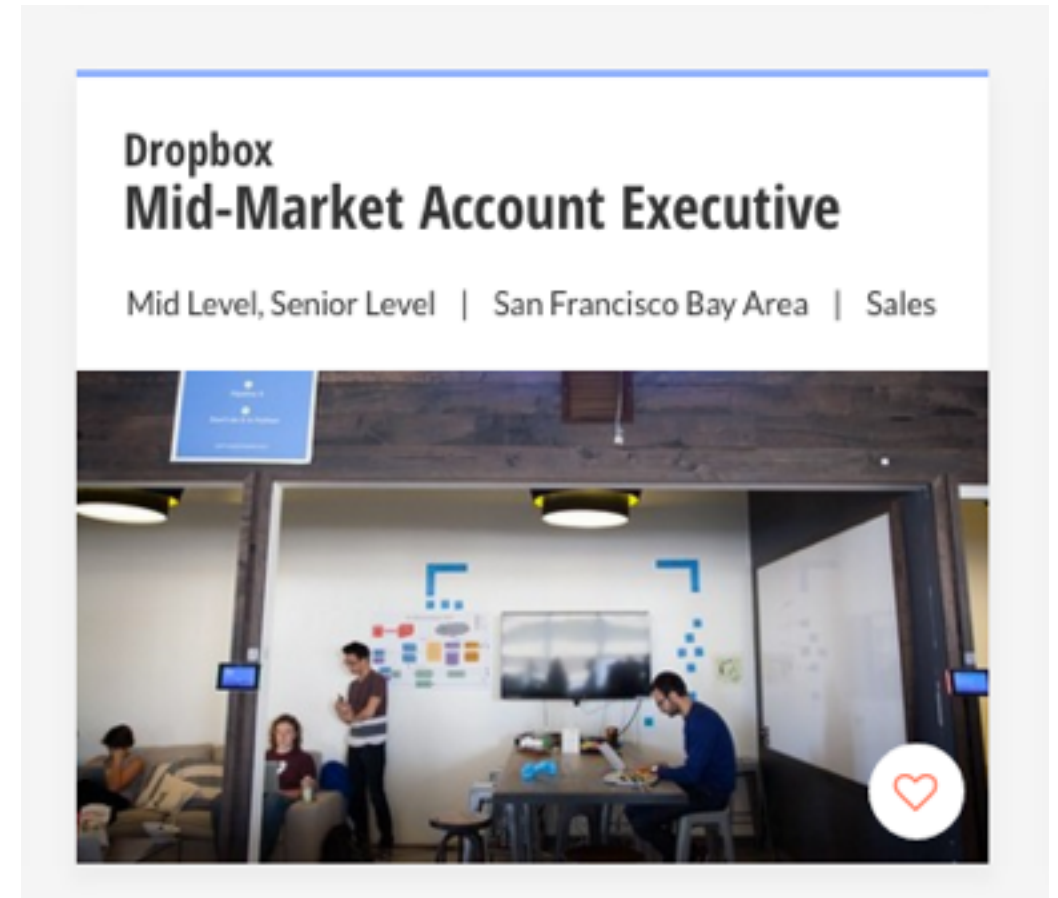 Dropbox
Mid-Market Account Executive
Mid Level, Senior Level | San Francisco Bay Area | Sales